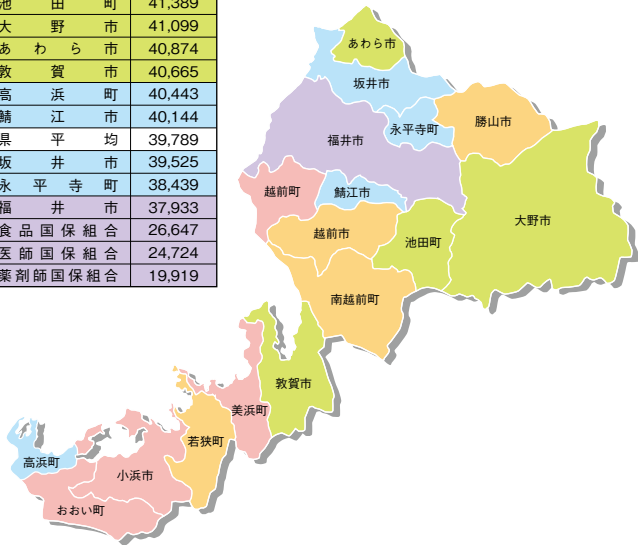 池田町 41,389
大野市 41,099
あわら市 40,874
敦賀市 40,665
高浜町 40,443
鯖江市 40,144
県平均 39,789
坂井市 39,525
永平寺町 38,439
福井市 37,933
食品国保組合 26,647
医師国保組合 24,724
薬剤師国保組合 19,919
あわら市
坂井市
勝山市
永平寺町
福井市
越前町
鯖江市
大野市
越前市
池田町
南越前町
敦賀市
美浜町
若狭町
高浜町
小浜市
おおい町